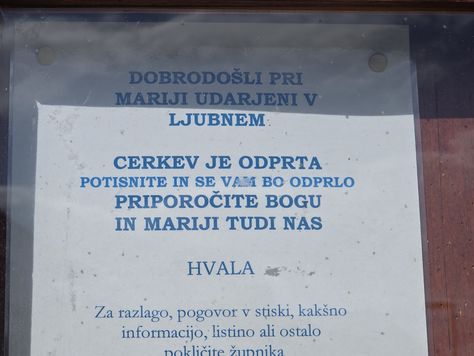 DOBRODOŠLI PRI
MARIJI UDARJENI V
LJUBNEM
CERKEV JE ODPRTA
POTISNITE IN SE VAM BO ODPRLO
PRIPOROČITE BOGU
IN MARIJI TUDI NAS
HVALA
Za razlago, pogovor v stiski, kakšno
informacijo, listino ali ostalo
pokličite župnika